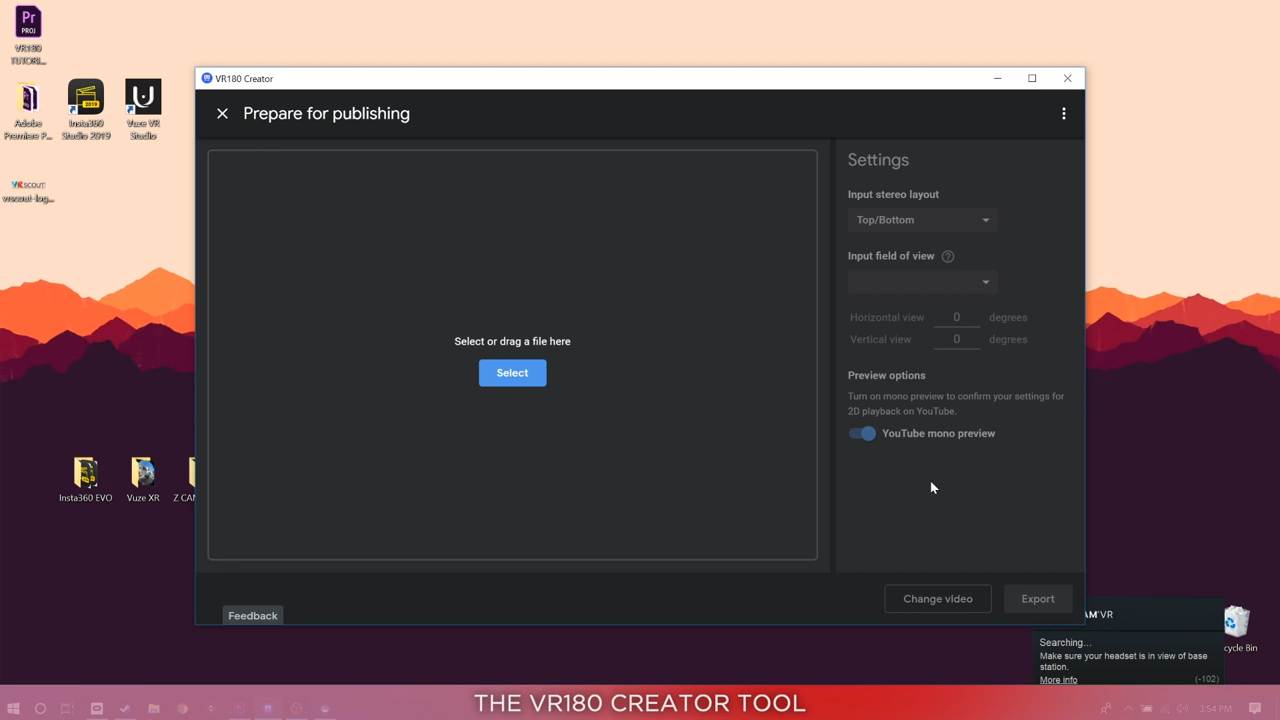 Pr
PROJ
VR180
TUTORI...
Adobe
Premiere P...
2019
Insta360
Studio 2019
Vuze VR
Studio
VRSCOUT
vrscout-log...
Insta360 EVO
Vuze XR
Z CAM
VR180 Creator
Prepare for publishing
Select or drag a file here
Select
Settings
Input stereo layout
Top/Bottom
Input field of view
?
Horizontal view 0 degrees
Vertical view 0 degrees
Preview options
Turn on mono preview to confirm your settings for
2D playback on YouTube.
YouTube mono preview
Change video
Export
Feedback
AM'VR
Searching...
Make sure your headset is in view of base
station.
More info (-102)
cycle Bin
THE VR180 CREATOR TOOL
3:54 PM